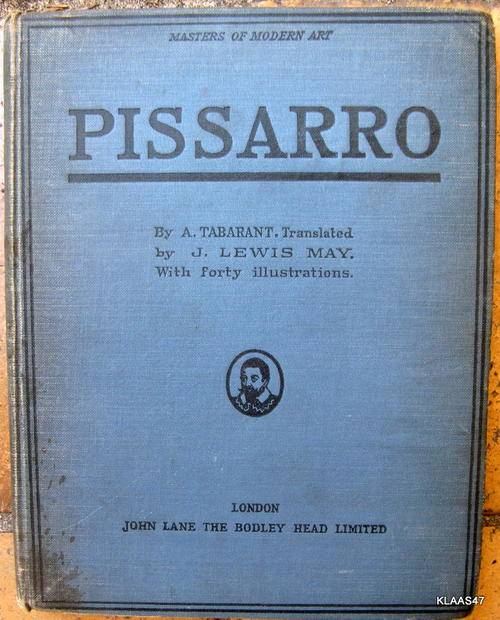 MASTERS OF MODERN ART
PISSARRO
By A. TABARANT. Translated
by J. LEWIS MAY.
With forty illustrations.
LONDON
JOHN LANE THE BODLEY HEAD LIMITED
KLAAS47